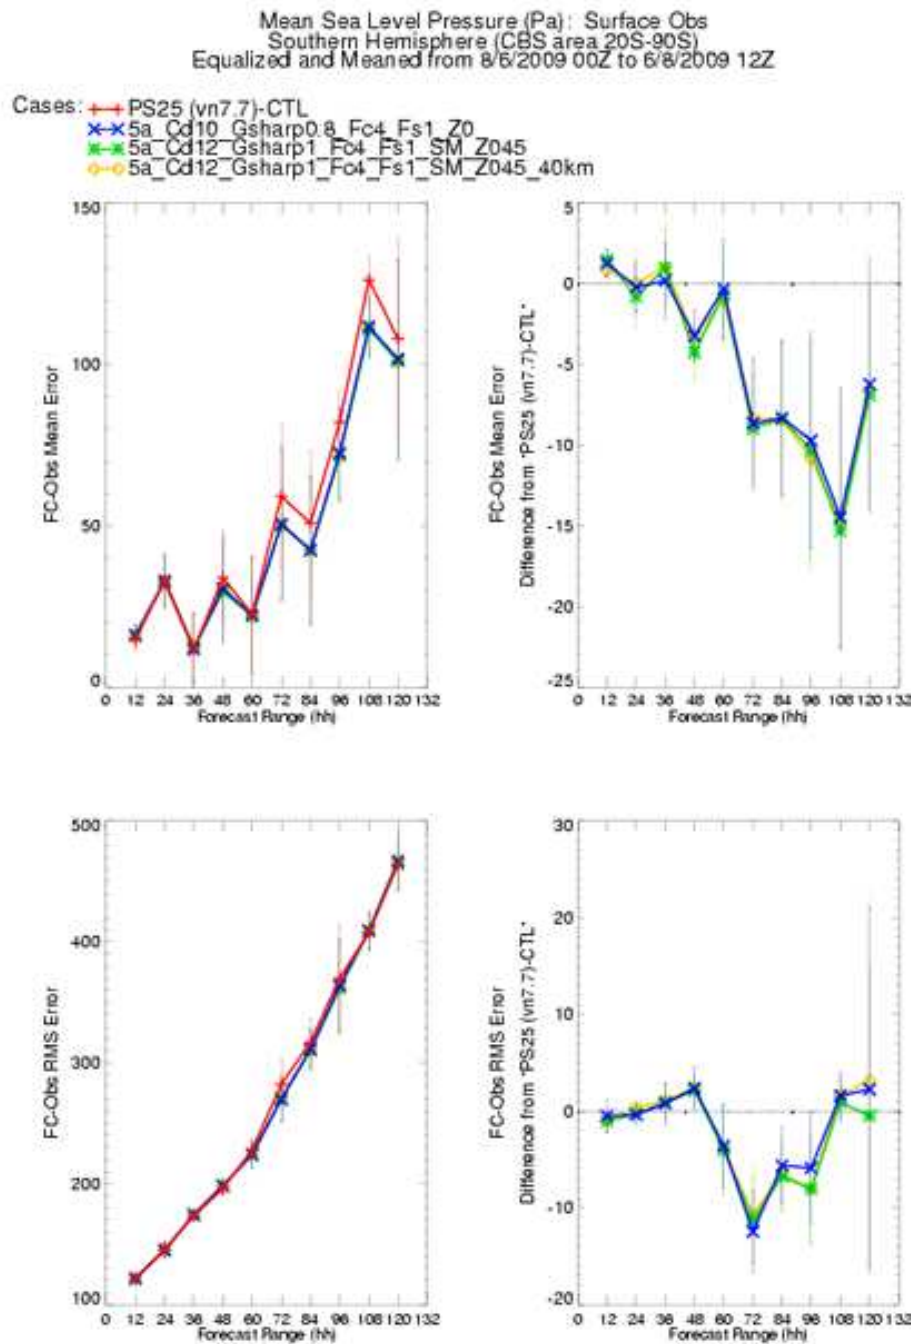 Mean Sea Level Pressure (Pa): Surface Obs
Southern Hemisphere (CBS area 20S-90S)
Equalized and Meaned from 8/6/2009 00Z to 6/8/2009 12Z
Cases:
PS25 (vn7.7)-CTL
5a_Cd10_Gsharp0.8_Fc4_Fs1_Z0
5a_Cd12_Gsharp1_Fc4_Fs1_SM_Z045
5a_Cd12_Gsharp1_Fc4_Fs1_SM_Z045_40km
FC-Obs Mean Error
150
100
50
0
0 12 24 36 48 60 72 84 96 108 120 132
Forecast Range (hh)
FC-Obs Mean Error
Difference from "PS25 (vn7.7)-CTL"
5
0
-5
-10
-15
-20
-25
0 12 24 36 48 60 72 84 96 108 120 132
Forecast Range (hh)
FC-Obs RMS Error
500
400
300
200
100
0 12 24 36 48 60 72 84 96 108 120 132
Forecast Range (hh)
FC-Obs RMS Error
Difference from "PS25 (vn7.7)-CTL"
30
20
10
0
-10
-20
0 12 24 36 48 60 72 84 96 108 120 132
Forecast Range (hh)